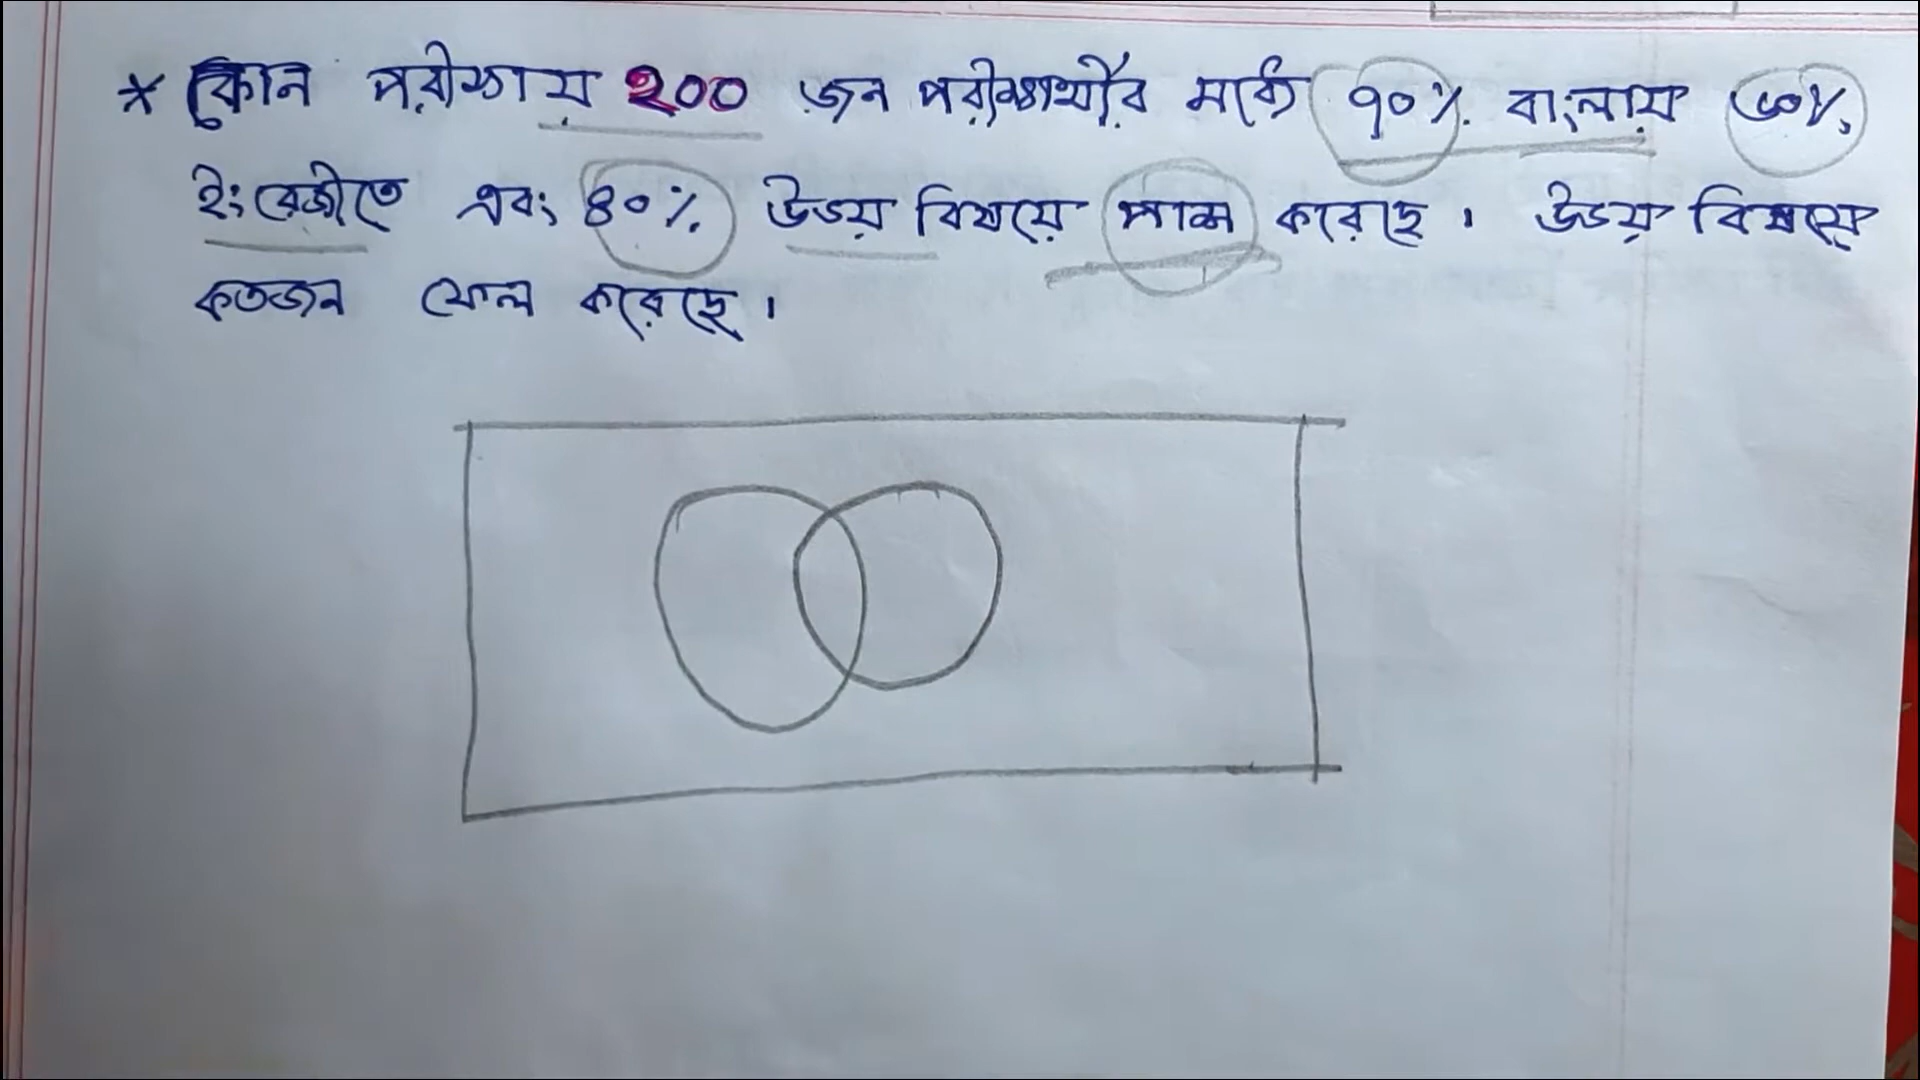 * কোন পরীক্ষায় ২০০ জন পরীক্ষার্থীর মধ্যে ৭০% বাংলায় ৬০%
ইংরেজীতে এবং ৪০% উভয় বিষয়ে পাস করেছে। উভয় বিষয়ে
কতজন ফেল করেছে।